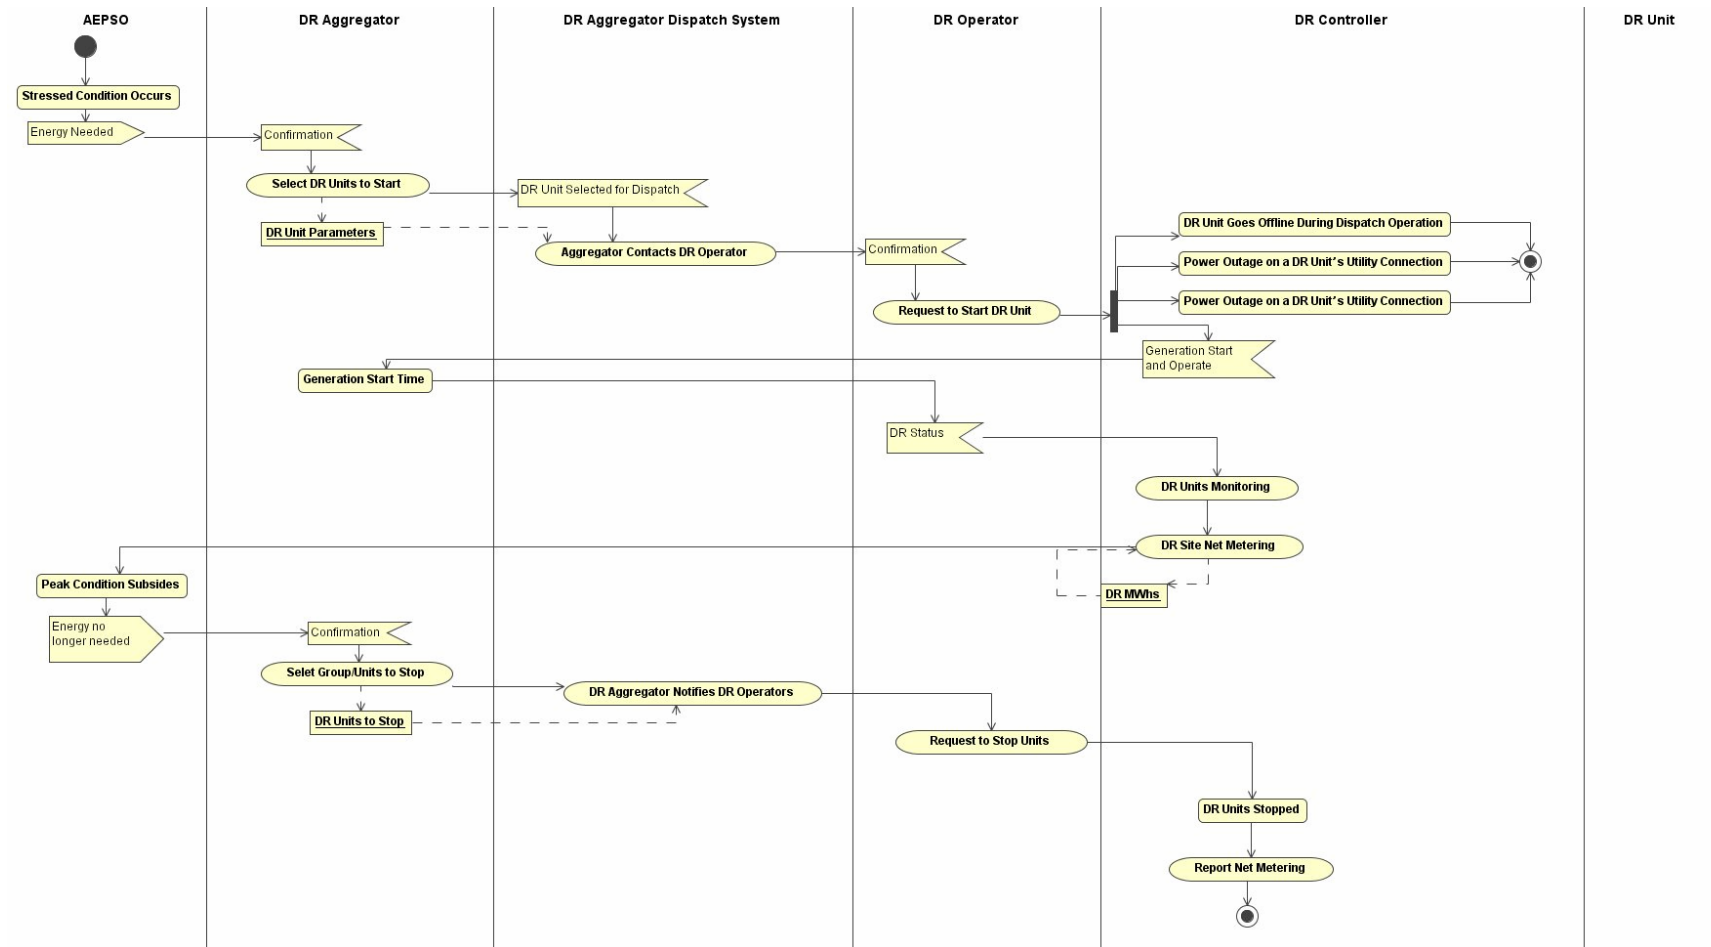 AEPSO
DR Aggregator
DR Aggregator Dispatch System
DR Operator
DR Controller
DR Unit
Stressed Condition Occurs
Energy Needed
Confirmation
Select DR Units to Start
DR Unit Selected for Dispatch
DR Unit Parameters
Aggregator Contacts DR Operator
Confirmation
Request to Start DR Unit
DR Unit Goes Offline During Dispatch Operation
Power Outage on a DR Unit's Utility Connection
Power Outage on a DR Unit's Utility Connection
Generation Start
and Operate
Generation Start Time
DR Status
DR Units Monitoring
DR Site Net Metering
DR MWhs
Peak Condition Subsides
Energy no
longer needed
Confirmation
Selet Group/Units to Stop
DR Units to Stop
DR Aggregator Notifies DR Operators
Request to Stop Units
DR Units Stopped
Report Net Metering